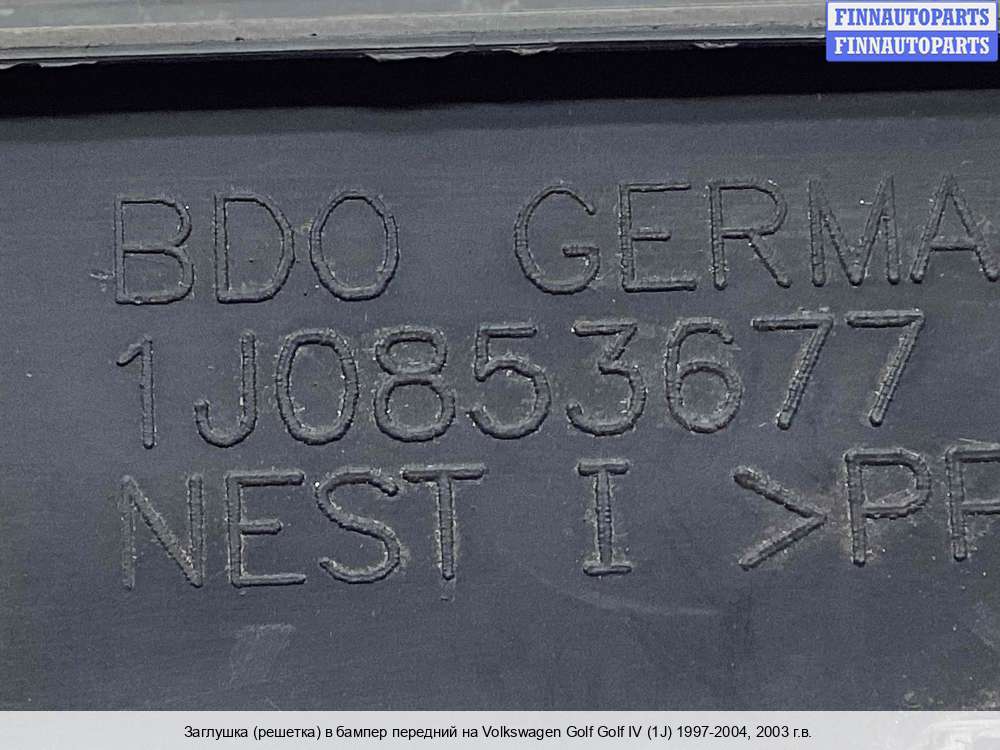 FINNAUTOPARTS
FINNAUTOPARTS
BDO GERMA
1J0853677
NEST I >PP
Заглушка (решетка) в бампер передний на Volkswagen Golf Golf IV (1J) 1997-2004, 2003 г.в.